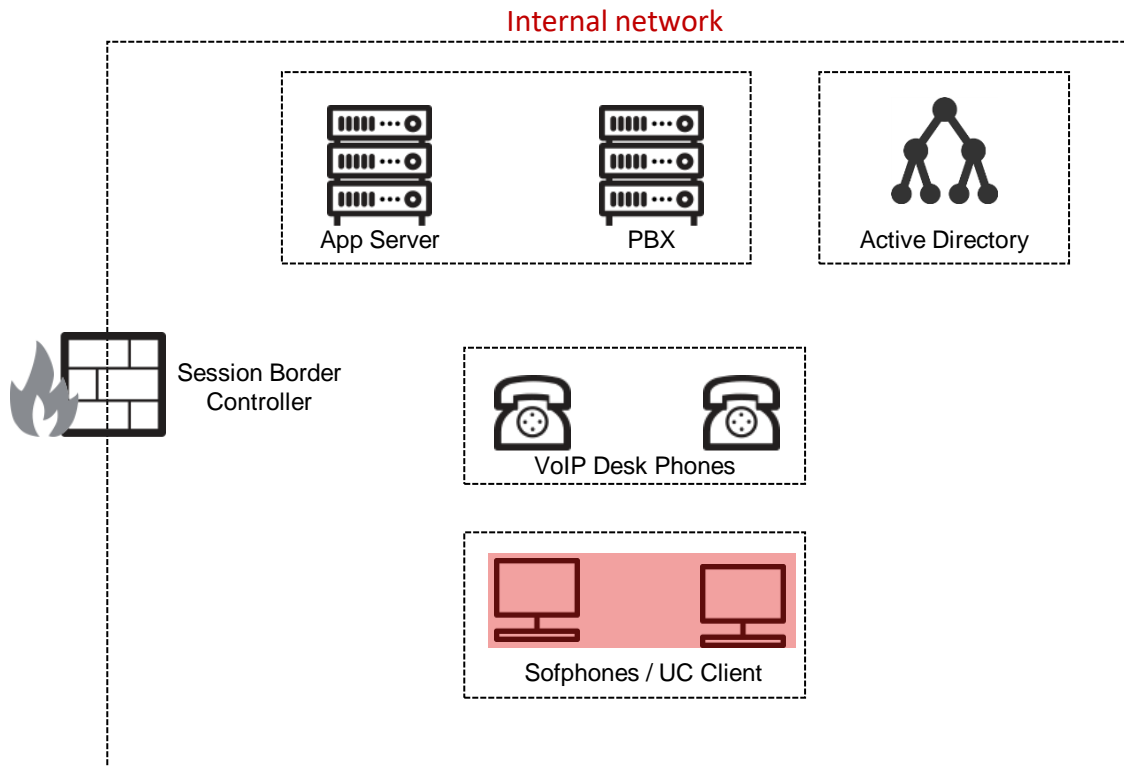 Internal network
App Server
PBX
Active Directory
Session Border
Controller
VoIP Desk Phones
Sofphones / UC Client